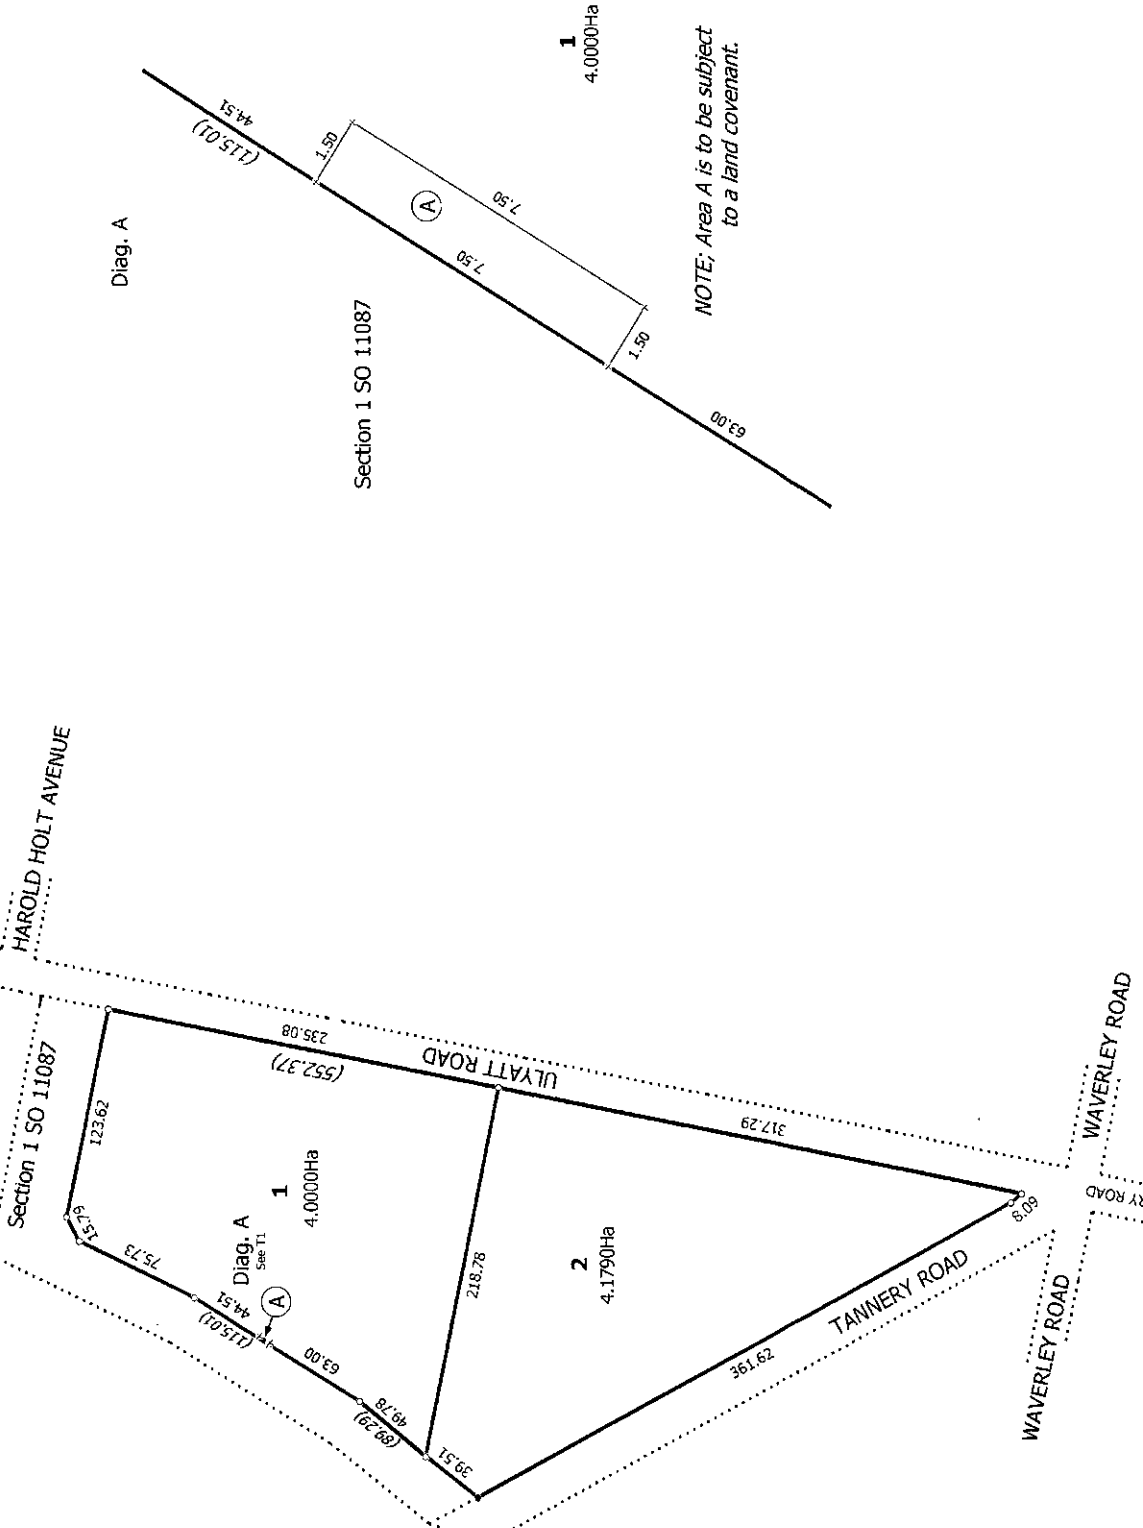 Diag. A
44.51
(115.01)
1.50
A
7.50
7.50
1.50
63.00
Section 1 SO 11087
1
4.0000Ha
NOTE; Area A is to be subject
to a land covenant.
HAROLD HOLT AVENUE
Section 1 SO 11087
123.62
15.79
75.73
44.51
(115.01)
Diag. A
See T1
A
1
4.0000Ha
235.08
(552.37)
ULYATT ROAD
63.00
49.78
(89.29)
39.51
218.78
2
4.1790Ha
317.29
361.62
TANNERY ROAD
8.09
WAVERLEY ROAD
WAVERLEY ROAD
RY ROAD